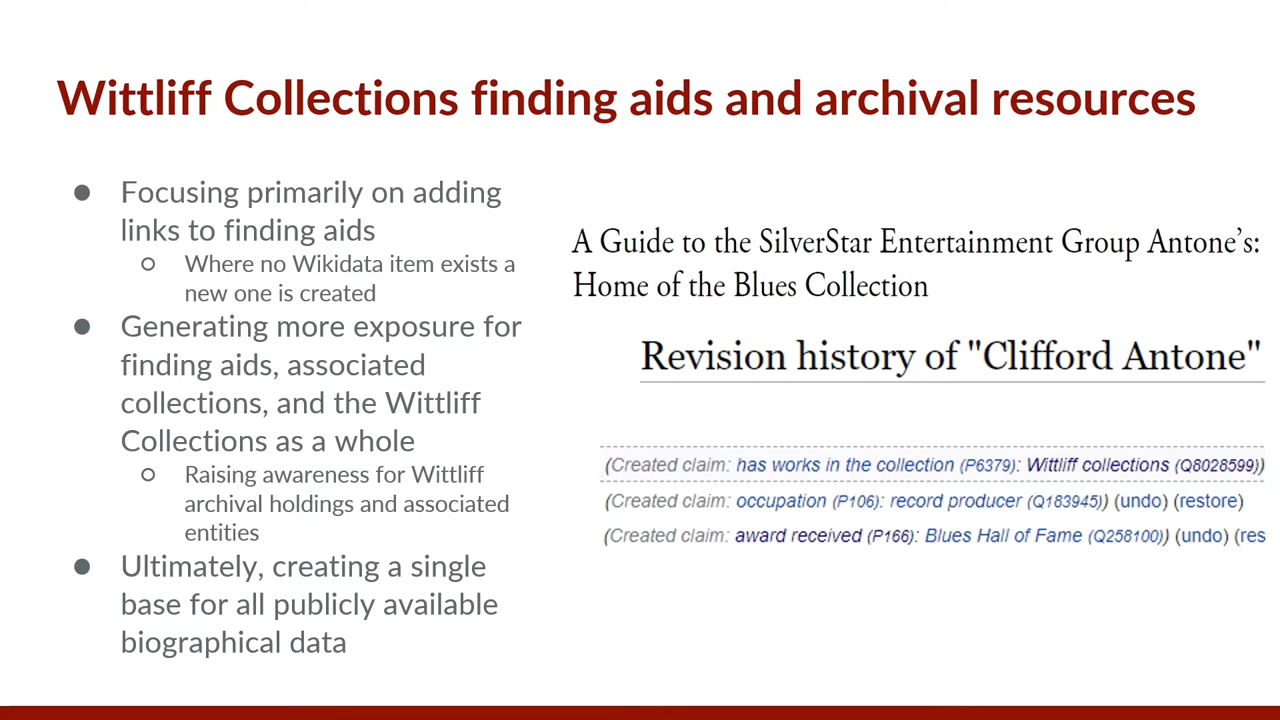 Wittliff Collections finding aids and archival resources
● Focusing primarily on adding
links to finding aids
○ Where no Wikidata item exists a
new one is created
● Generating more exposure for
finding aids, associated
collections, and the Wittliff
Collections as a whole
○ Raising awareness for Wittliff
archival holdings and associated
entities
● Ultimately, creating a single
base for all publicly available
biographical data
A Guide to the SilverStar Entertainment Group Antone's:
Home of the Blues Collection
Revision history of "Clifford Antone"
(Created claim: has works in the collection (P6379): Wittliff collections (Q8028599))
(Created claim: occupation (P106): record producer (Q183945)) (undo) (restore)
(Created claim: award received (P166): Blues Hall of Fame (Q258100)) (undo) (res